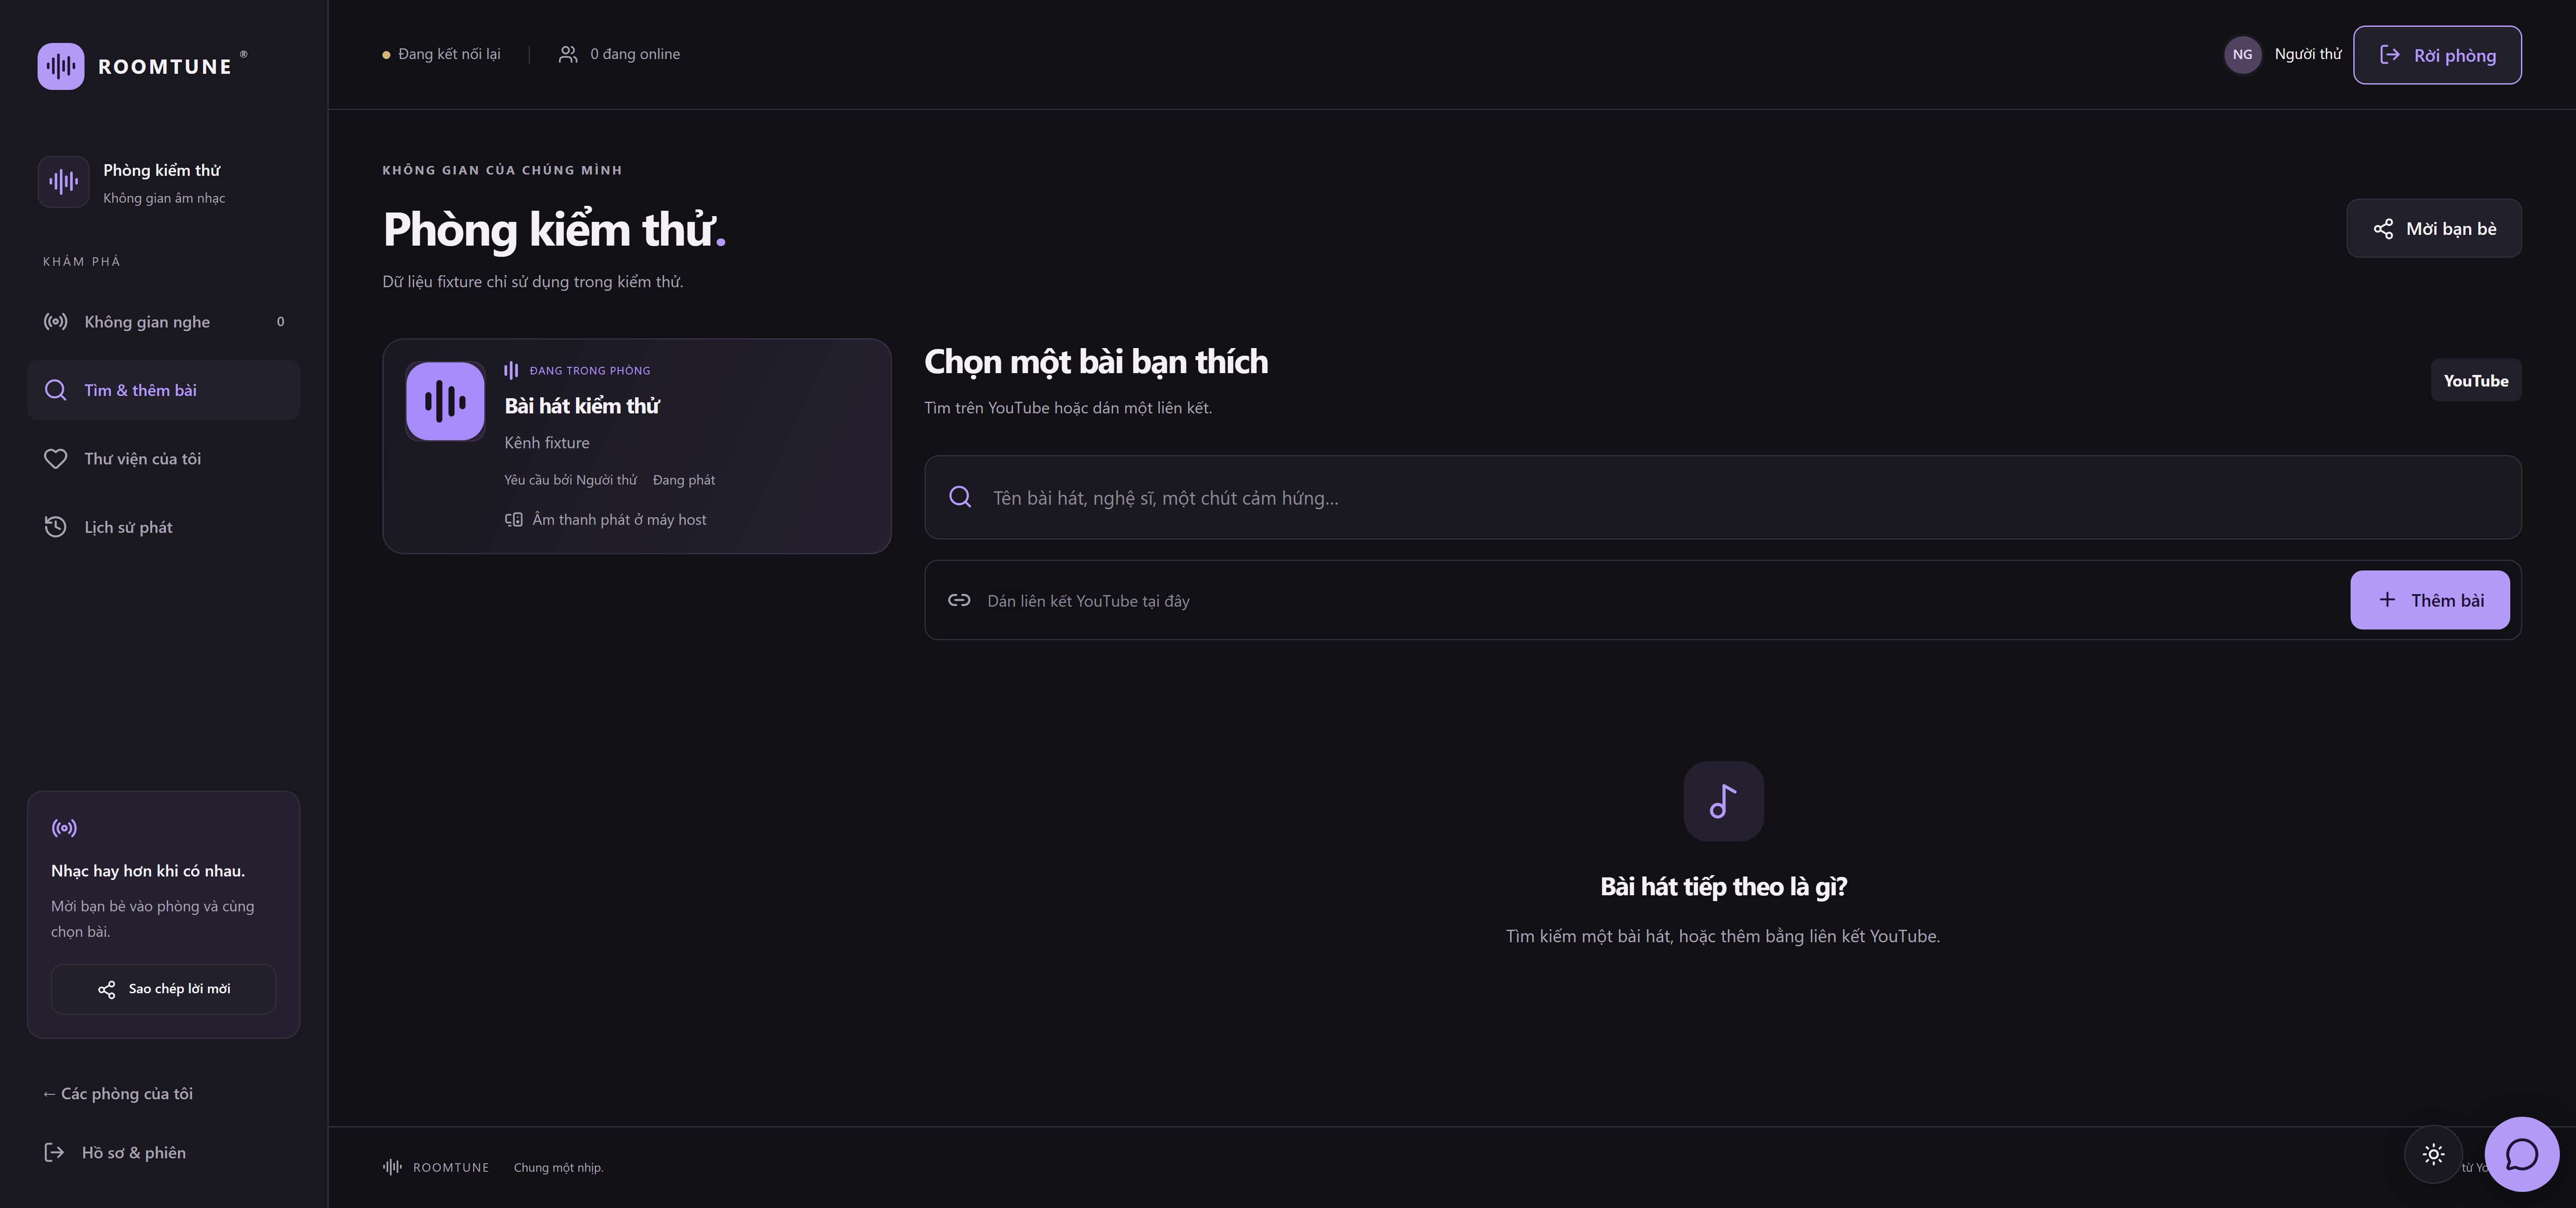 ROOMTUNE ®
Phòng kiểm thử
Không gian âm nhạc
KHÁM PHÁ
Không gian nghe 0
Tìm & thêm bài
Thư viện của tôi
Lịch sử phát
Nhạc hay hơn khi có nhau.
Mời bạn bè vào phòng và cùng
chọn bài.
Sao chép lời mời
← Các phòng của tôi
Hồ sơ & phiên
Đang kết nối lại
0 đang online
NG Người thử
Rời phòng
KHÔNG GIAN CỦA CHÚNG MÌNH
Phòng kiểm thử.
Dữ liệu fixture chỉ sử dụng trong kiểm thử.
Mời bạn bè
ĐANG TRONG PHÒNG
Bài hát kiểm thử
Kênh fixture
Yêu cầu bởi Người thử Đang phát
Âm thanh phát ở máy host
Chọn một bài bạn thích
Tìm trên YouTube hoặc dán một liên kết.
YouTube
Tên bài hát, nghệ sĩ, một chút cảm hứng...
Dán liên kết YouTube tại đây
Thêm bài
Bài hát tiếp theo là gì?
Tìm kiếm một bài hát, hoặc thêm bằng liên kết YouTube.
ROOMTUNE Chung một nhịp.
từ